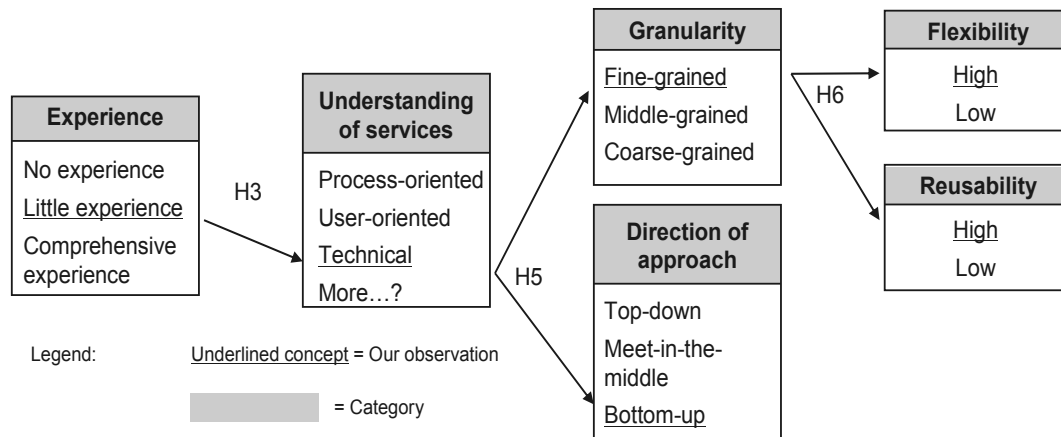 Experience
No experience
Little experience
Comprehensive
experience
H3
Understanding
of services
Process-oriented
User-oriented
Technical
More…?
H5
Granularity
Fine-grained
Middle-grained
Coarse-grained
Direction of
approach
Top-down
Meet-in-the-
middle
Bottom-up
H6
Flexibility
High
Low
Reusability
High
Low
Legend:
Underlined concept = Our observation
= Category